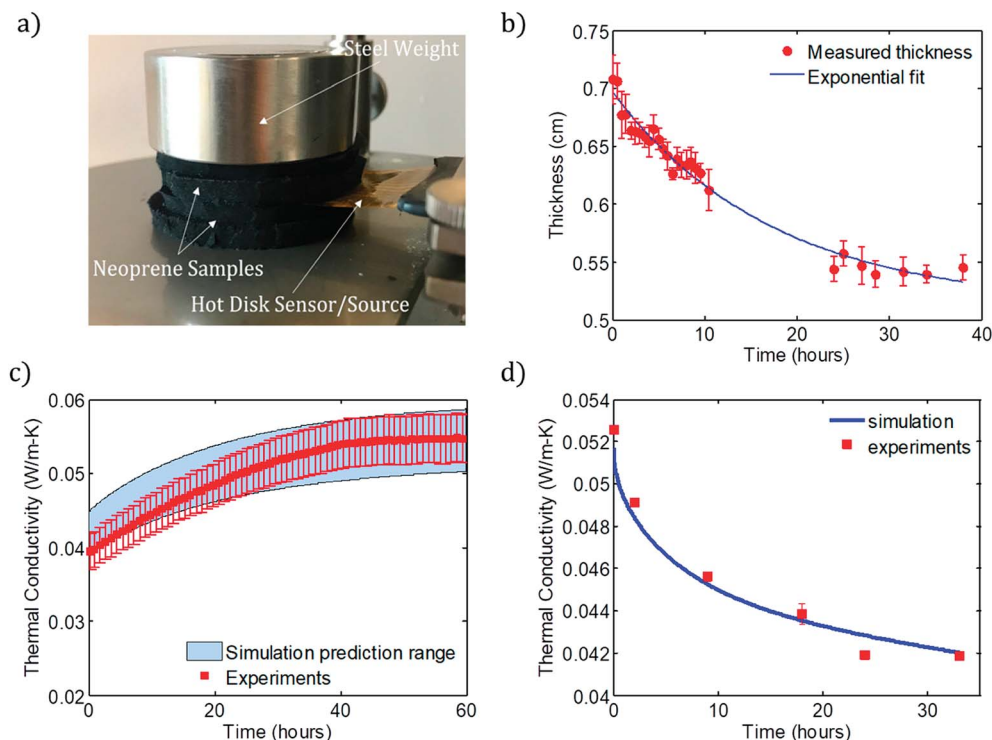 a)
Steel Weight
Neoprene Samples
Hot Disk Sensor/Source
b)
0.75
0.7
0.65
0.6
0.55
0.5
Thickness (cm)
Measured thickness
Exponential fit
0
10
20
30
40
Time (hours)
c)
0.06
0.05
0.04
0.03
0.02
Thermal Conductivity (W/m-K)
Simulation prediction range
Experiments
0
20
40
60
Time (hours)
d)
0.054
0.052
0.05
0.048
0.046
0.044
0.042
0.04
Thermal Conductivity (W/m-K)
simulation
experiments
0
10
20
30
Time (hours)